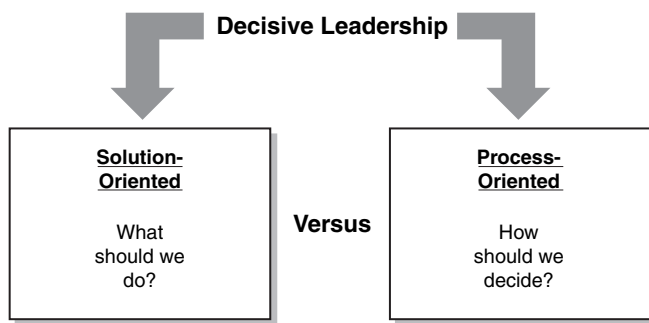 Decisive Leadership
Solution-
Oriented
What
should we
do?
Versus
Process-
Oriented
How
should we
decide?